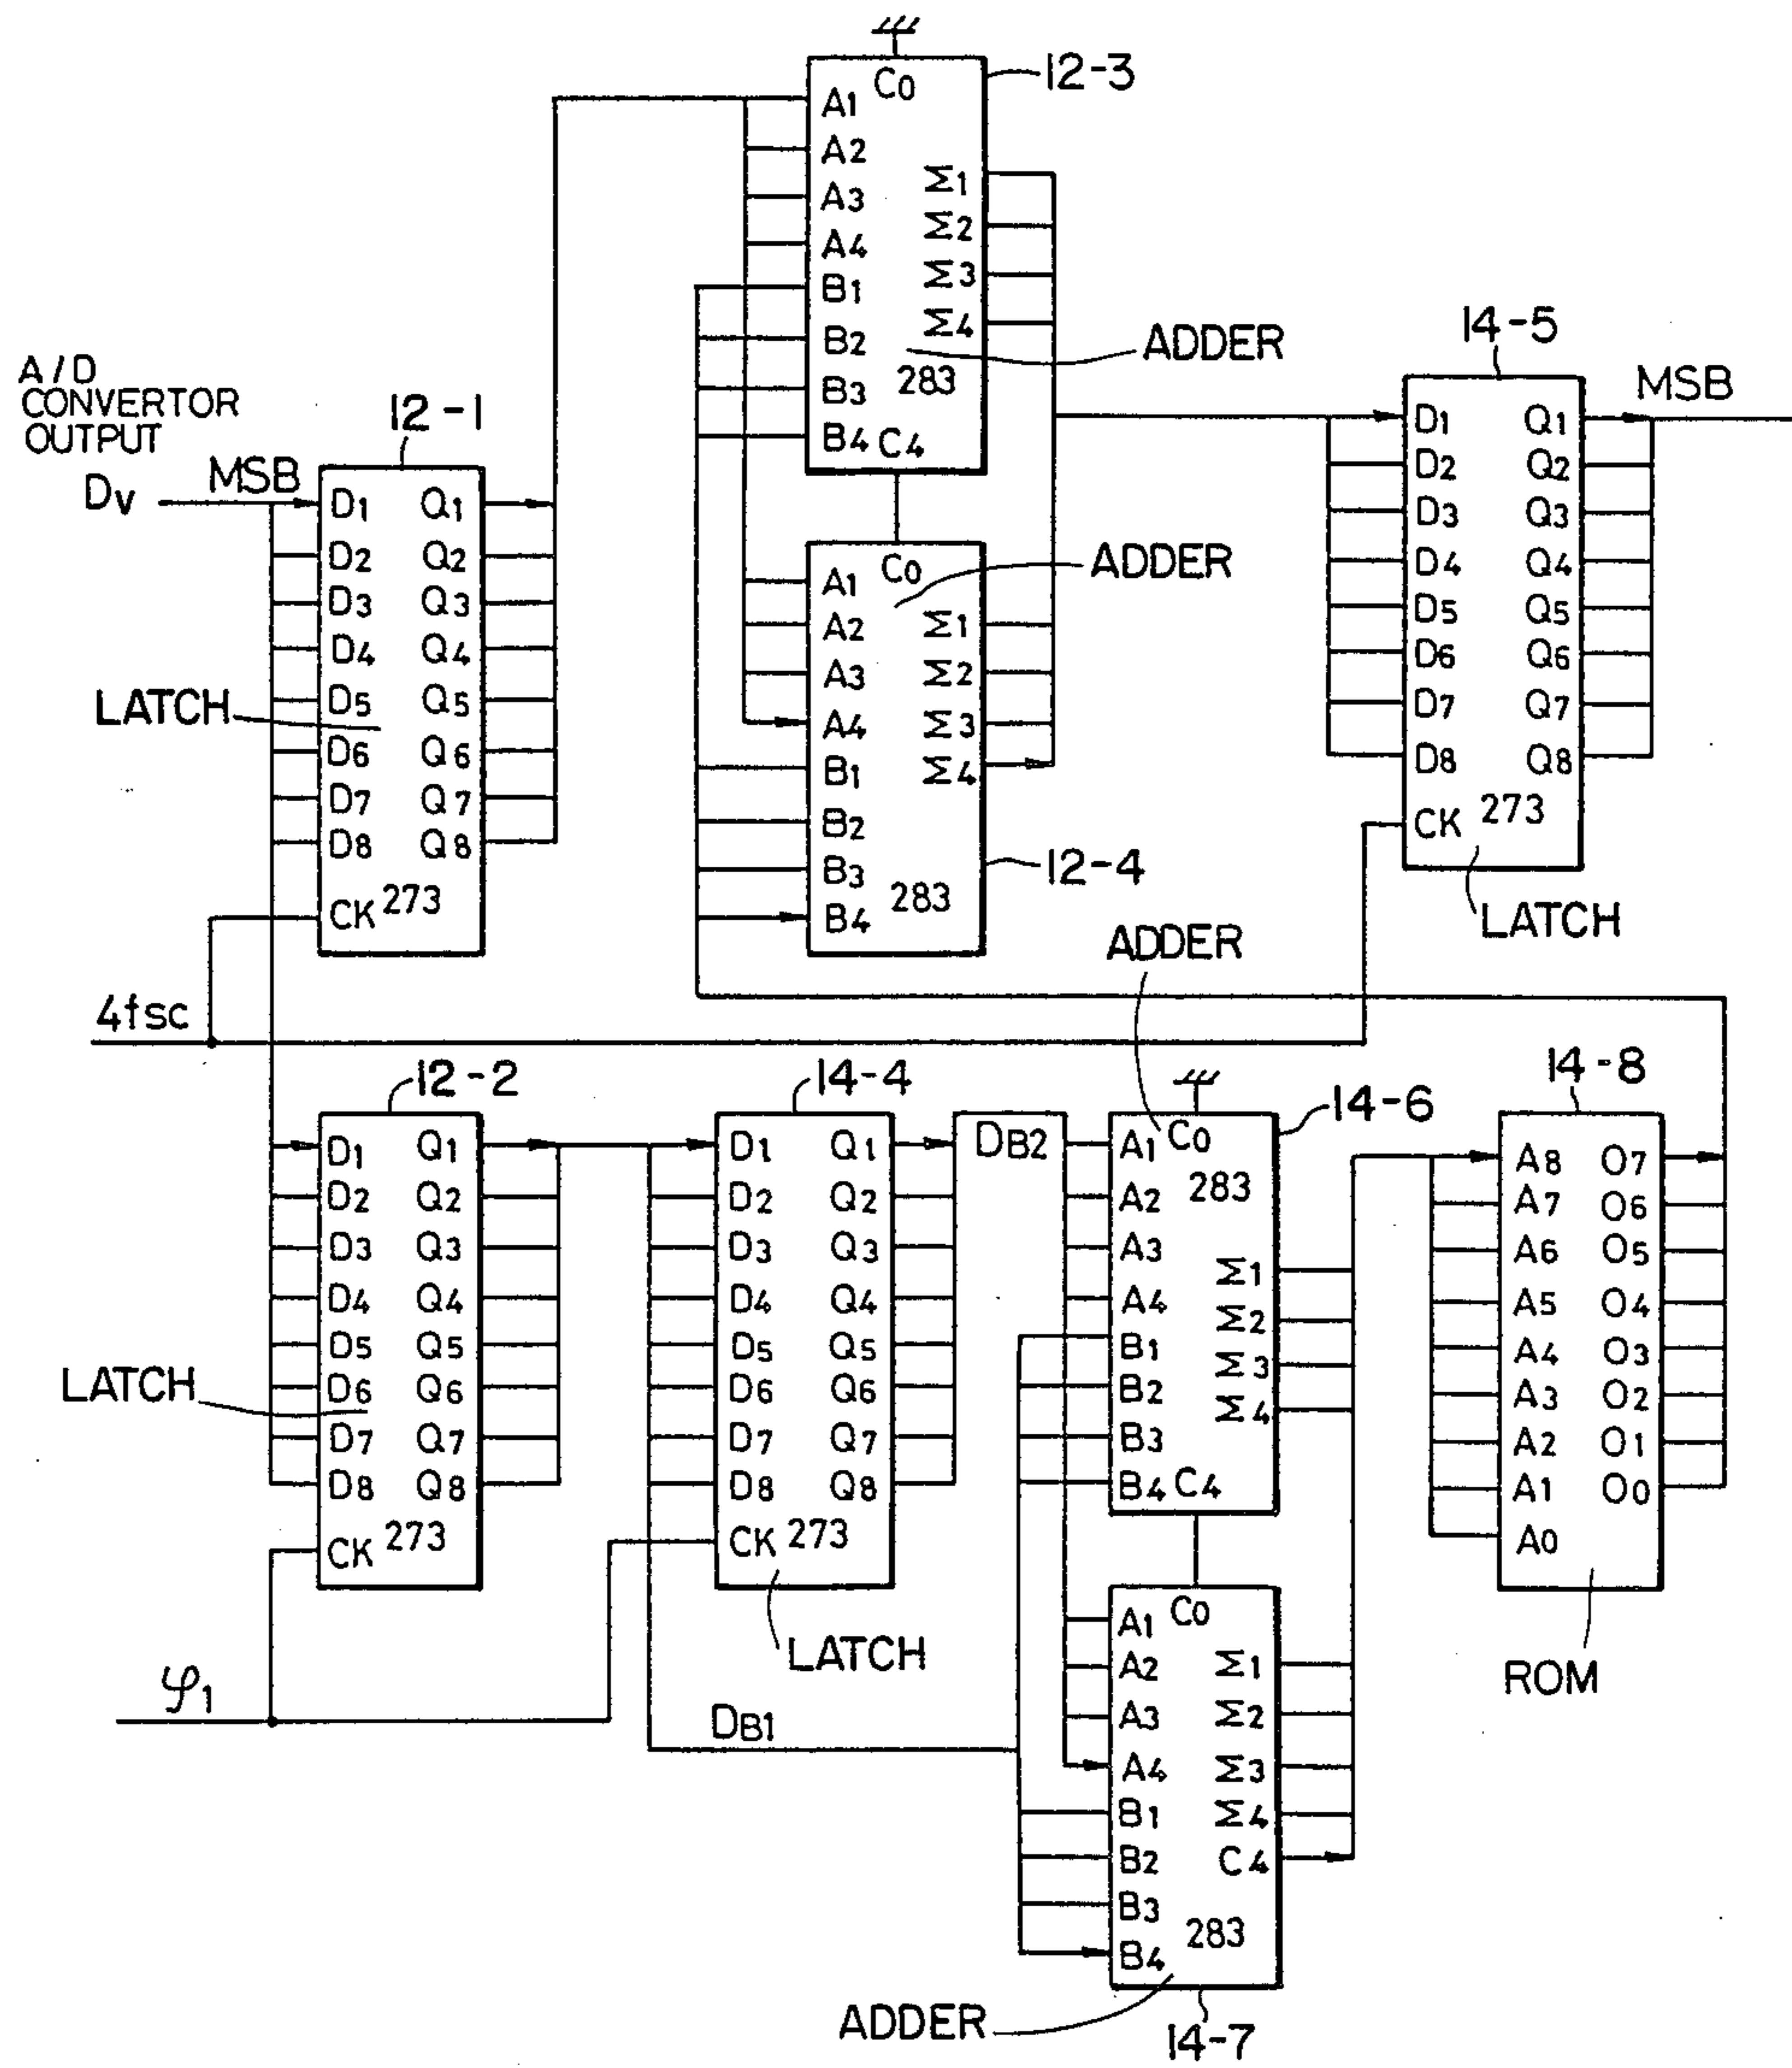 12-3
C0
A1
A2
A3
A4
B1
B2
B3
B4
C4
Σ1
Σ2
Σ3
Σ4
283
ADDER
A/D
CONVERTOR
OUTPUT
Dv
MSB
12-1
D1 Q1
D2 Q2
D3 Q3
D4 Q4
D5 Q5
D6 Q6
D7 Q7
D8 Q8
CK 273
LATCH
C0
A1
A2
A3
A4
B1
B2
B3
B4
Σ1
Σ2
Σ3
Σ4
283
ADDER
12-4
14-5
MSB
D1 Q1
D2 Q2
D3 Q3
D4 Q4
D5 Q5
D6 Q6
D7 Q7
D8 Q8
CK 273
LATCH
4fsc
12-2
D1 Q1
D2 Q2
D3 Q3
D4 Q4
D5 Q5
D6 Q6
D7 Q7
D8 Q8
CK 273
LATCH
φ1
14-4
D1 Q1
D2 Q2
D3 Q3
D4 Q4
D5 Q5
D6 Q6
D7 Q7
D8 Q8
CK 273
LATCH
DB2
DB1
ADDER
14-6
A1 C0
A2 283
A3
A4
B1
B2
B3
B4 C4
Σ1
Σ2
Σ3
Σ4
C0
A1
A2
A3
A4
B1
B2
B3
B4
Σ1
Σ2
Σ3
Σ4
C4
283
ADDER
14-7
14-8
A8 O7
A7 O6
A6 O5
A5 O4
A4 O3
A3 O2
A2 O1
A1 O0
A0
ROM